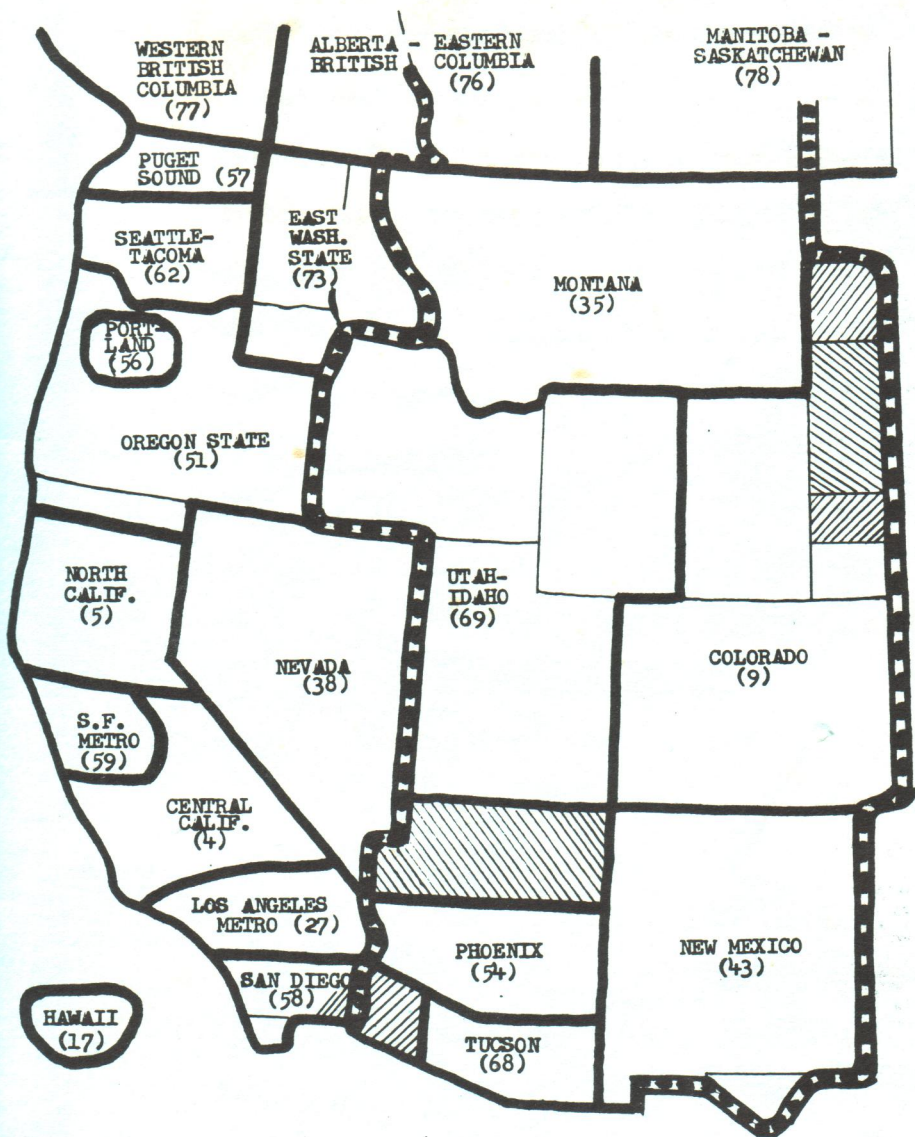 WESTERN
BRITISH
COLUMBIA
(77)
ALBERTA - EASTERN
BRITISH COLUMBIA
(76)
MANITOBA -
SASKATCHEWAN
(78)
PUGET
SOUND (57
SEATTLE-
TACOMA
(62)
EAST
WASH.
STATE
(73)
MONTANA
(35)
PORT-
LAND
(56)
OREGON STATE
(51)
NORTH
CALIF.
(5)
NEVADA
(38)
UTAH-
IDAHO
(69)
COLORADO
(9)
S.F.
METRO
(59)
CENTRAL
CALIF.
(4)
LOS ANGELES
METRO (27)
PHOENIX
(54)
NEW MEXICO
(43)
SAN DIEGO
(58)
HAWAII
(17)
TUCSON
(68)